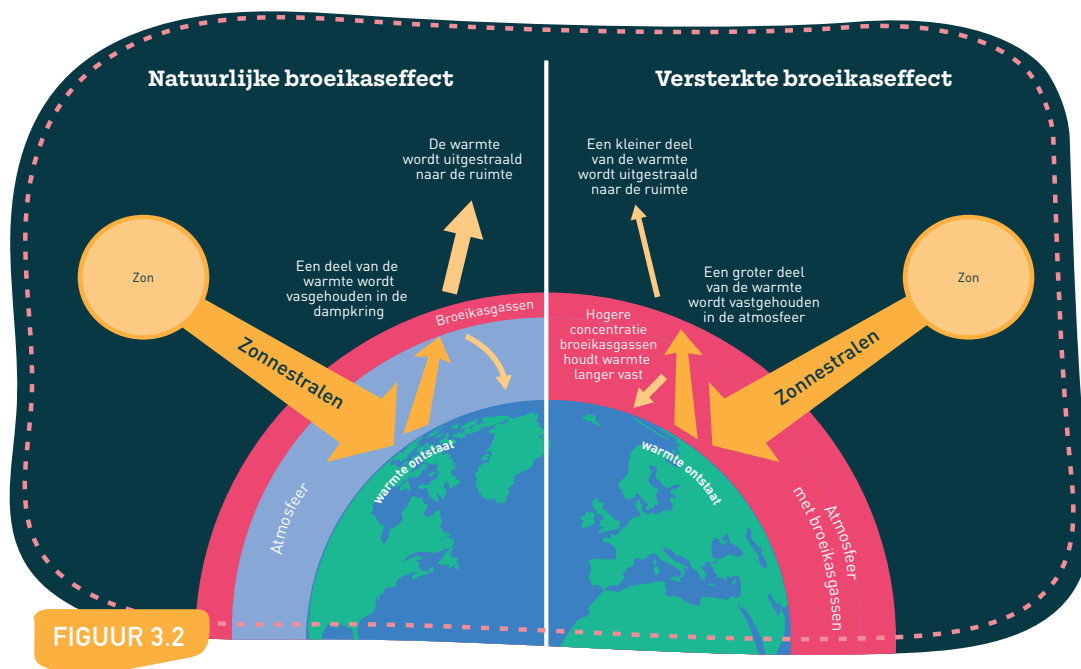 Natuurlijke broeikaseffect
De warmte
wordt uitgestraald
naar de ruimte
Zon
Een deel van de
warmte wordt
vasgehouden in de
dampkring
Broeikasgassen
Zonnestralen
warmte ontstaat
Atmosfeer
Versterkte broeikaseffect
Een kleiner deel
van de warmte
wordt uitgestraald
naar de ruimte
Een groter deel
van de warmte
wordt vastgehouden
in de atmosfeer
Zon
Hogere
concentratie
broeikasgassen
houdt warmte
langer vast
Zonnestralen
warmte ontstaat
Atmosfeer
met broeikasgassen
FIGUUR 3.2